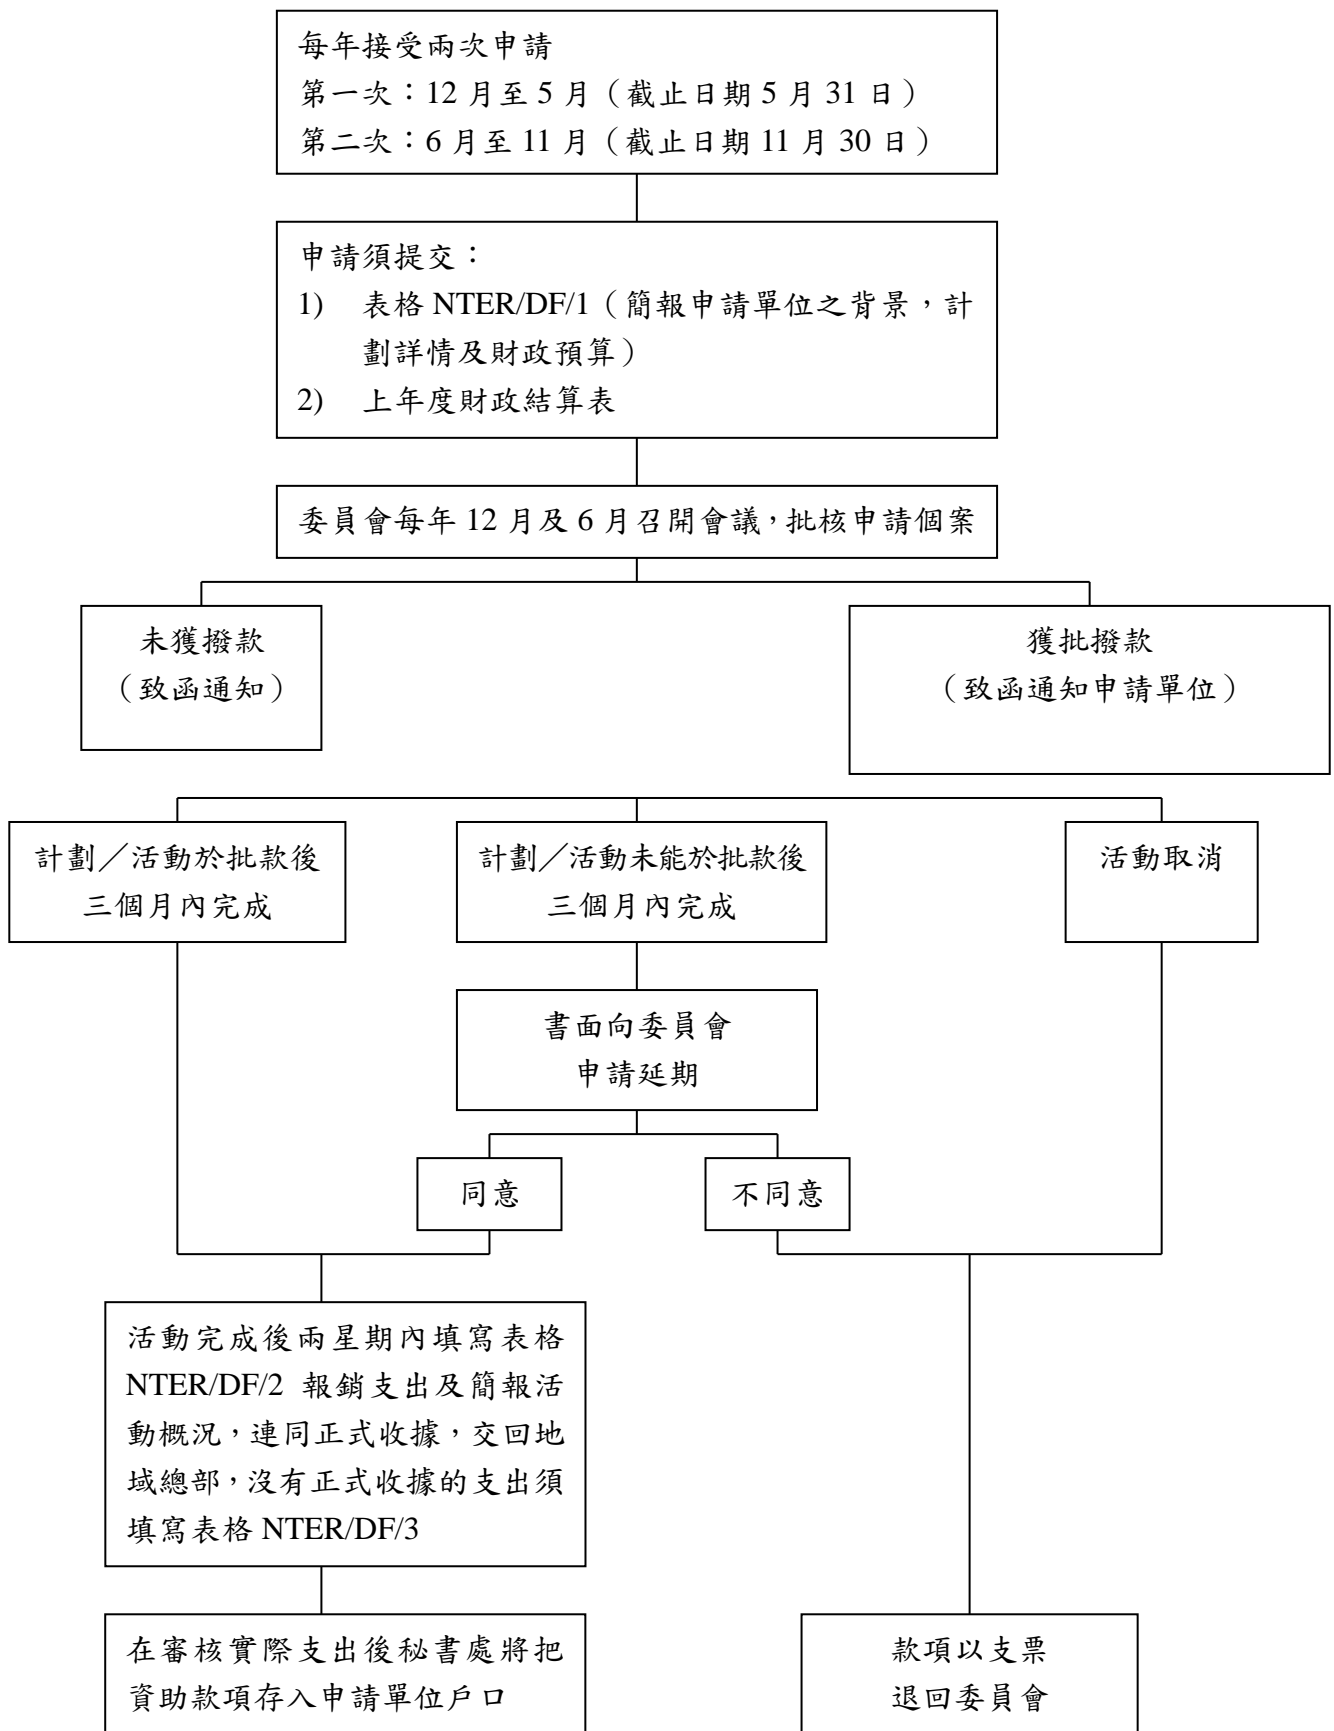 每年接受兩次申請
第一次：12 月至 5 月（截止日期 5 月 31 日）
第二次：6 月至 11 月（截止日期 11 月 30 日）
申請須提交：
1) 表格 NTER/DF/1（簡報申請單位之背景，計
劃詳情及財政預算）
2) 上年度財政結算表
委員會每年 12 月及 6 月召開會議，批核申請個案
未獲撥款
（致函通知）
獲批撥款
（致函通知申請單位）
計劃／活動於批款後
三個月內完成
計劃／活動未能於批款後
三個月內完成
活動取消
書面向委員會
申請延期
同意
不同意
活動完成後兩星期內填寫表格
NTER/DF/2 報銷支出及簡報活
動概況，連同正式收據，交回地
域總部，沒有正式收據的支出須
填寫表格 NTER/DF/3
在審核實際支出後秘書處將把
資助款項存入申請單位戶口
款項以支票
退回委員會